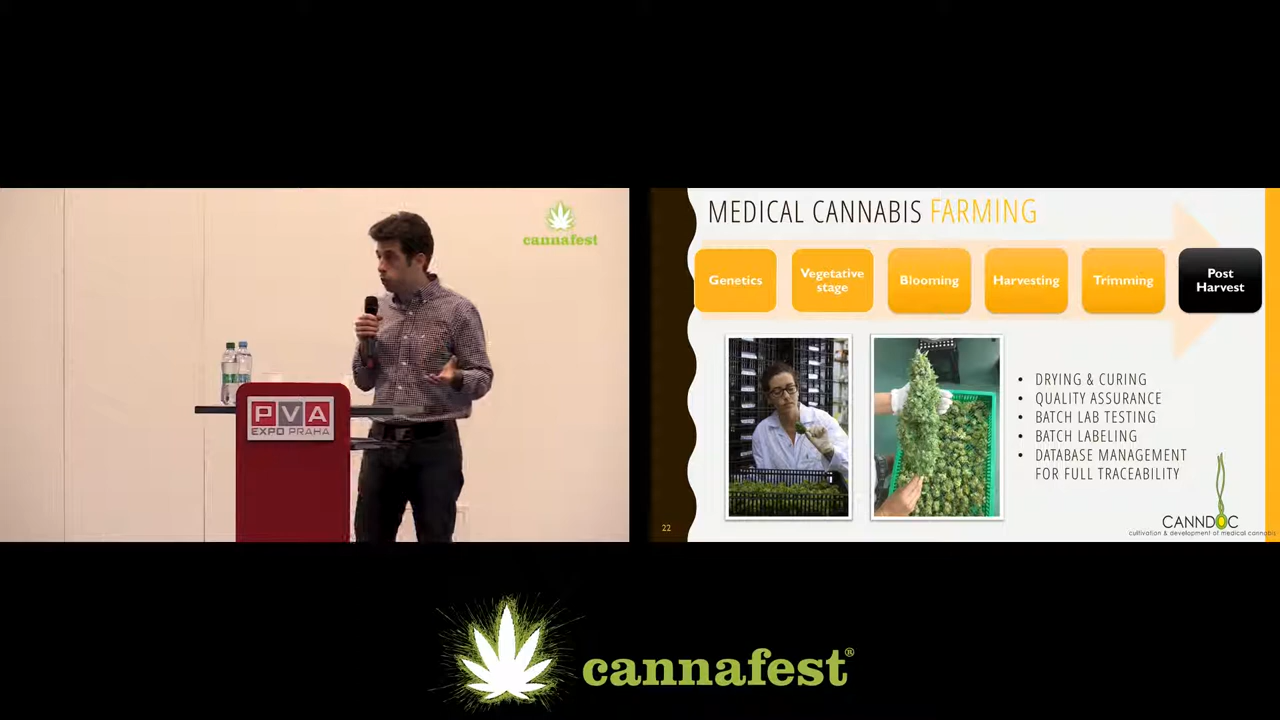 cannafest
PVA
EXPO PRAHA
MEDICAL CANNABIS FARMING
Genetics
Vegetative
stage
Blooming
Harvesting
Trimming
Post
Harvest
• DRYING & CURING
• QUALITY ASSURANCE
• BATCH LAB TESTING
• BATCH LABELING
• DATABASE MANAGEMENT
FOR FULL TRACEABILITY
22
CANNDOC
cultivation & development of medical cannabis
cannafest®